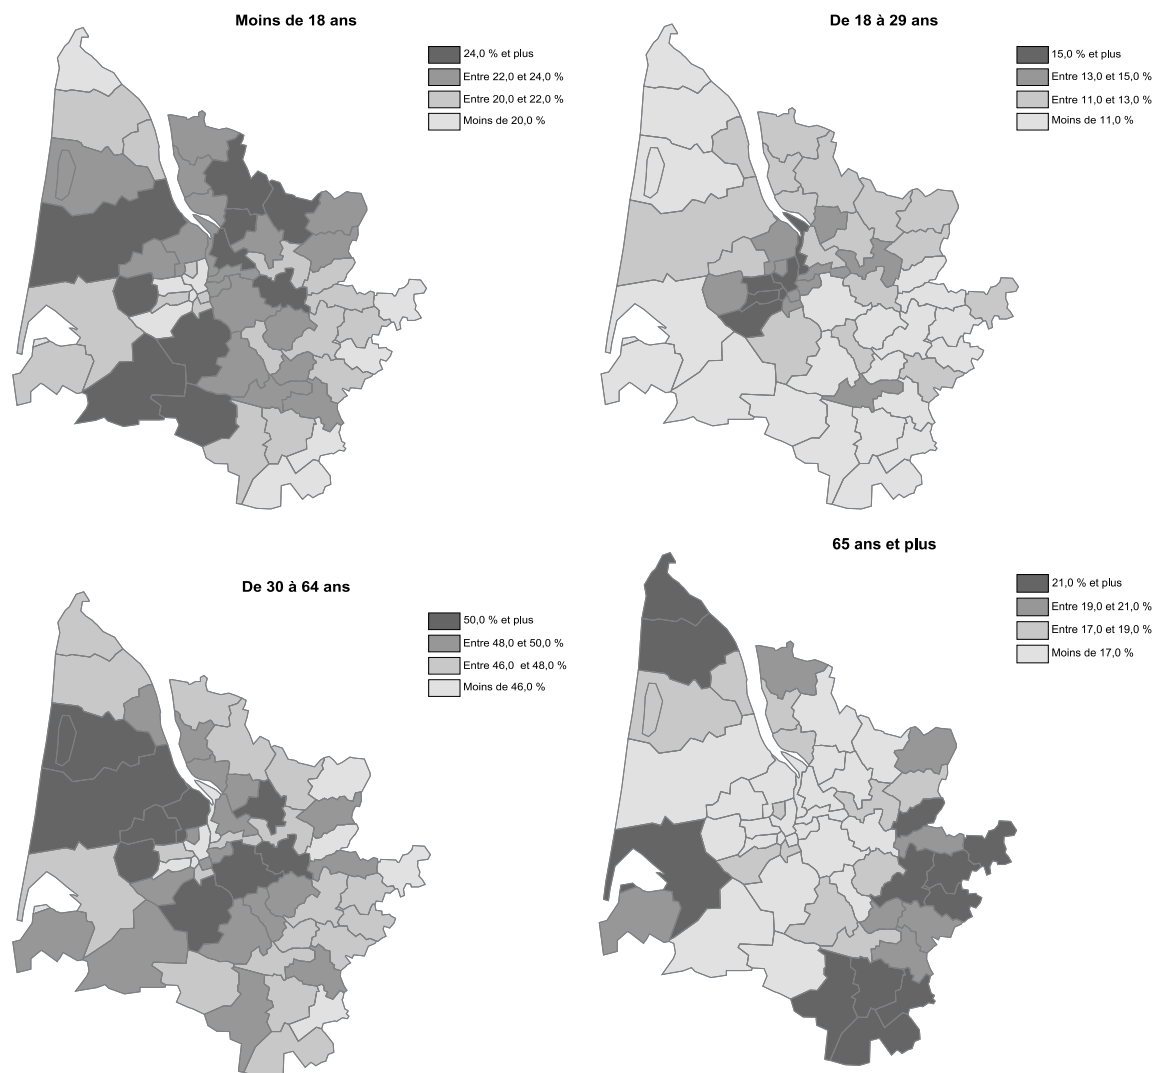 Moins de 18 ans
24,0 % et plus
Entre 22,0 et 24,0 %
Entre 20,0 et 22,0 %
Moins de 20,0 %
De 18 à 29 ans
15,0 % et plus
Entre 13,0 et 15,0 %
Entre 11,0 et 13,0 %
Moins de 11,0 %
De 30 à 64 ans
50,0 % et plus
Entre 48,0 et 50,0 %
Entre 46,0 et 48,0 %
Moins de 46,0 %
65 ans et plus
21,0 % et plus
Entre 19,0 et 21,0 %
Entre 17,0 et 19,0 %
Moins de 17,0 %